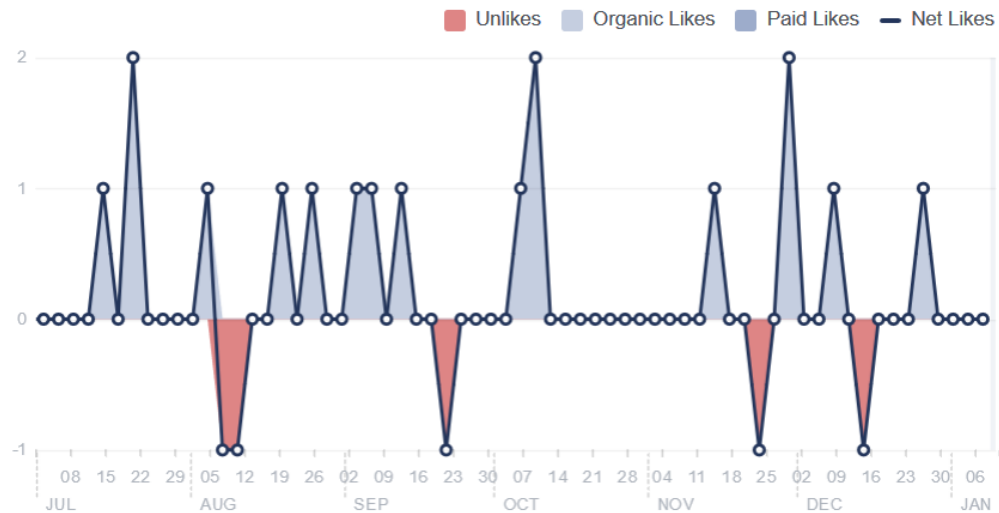 Unlikes Organic Likes Paid Likes Net Likes
2
1
0
-1
08 15 22 29 05 12 19 26 02 09 16 23 30 07 14 21 28 04 11 18 25 02 09 16 23 30 06
JUL AUG SEP OCT NOV DEC JAN